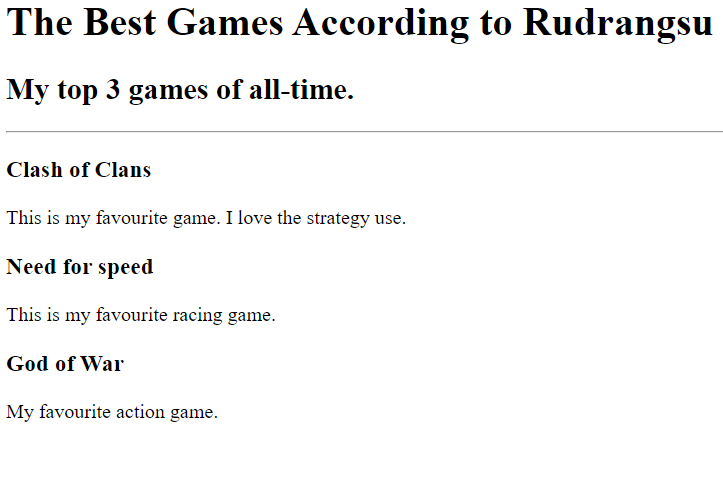 The Best Games According to Rudrangsu
My top 3 games of all-time.
Clash of Clans
This is my favourite game. I love the strategy use.
Need for speed
This is my favourite racing game.
God of War
My favourite action game.